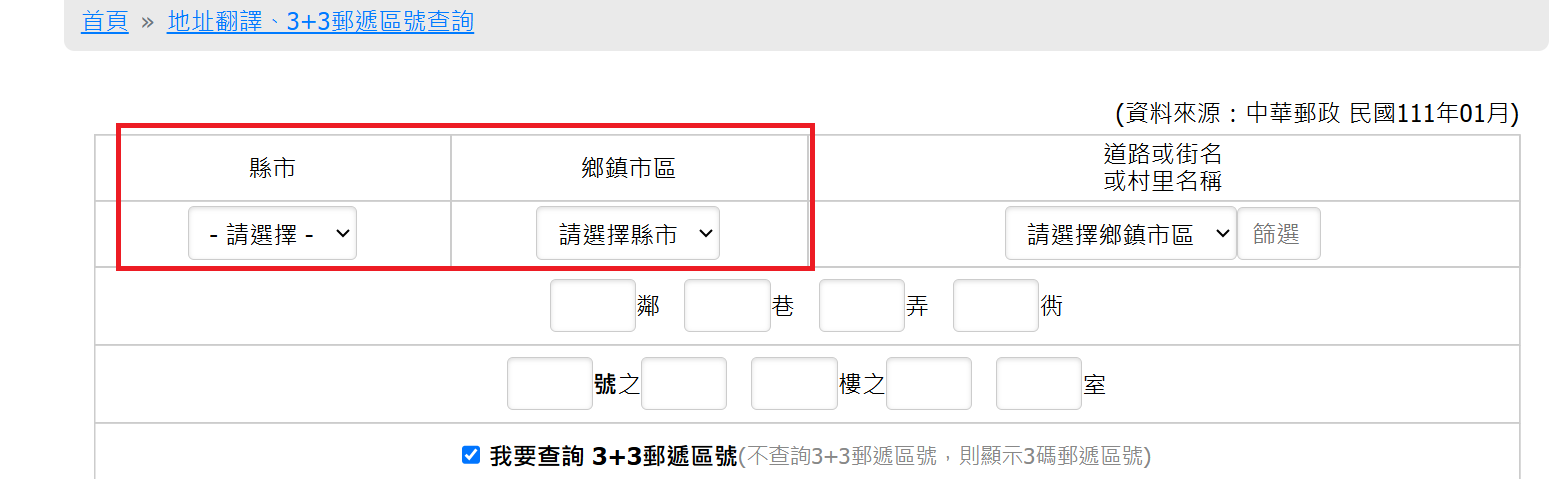 首頁 » 地址翻譯、3+3郵遞區號查詢
(資料來源：中華郵政 民國111年01月)
縣市 鄉鎮市區 道路或街名
或村里名稱
- 請選擇 - 請選擇縣市 請選擇鄉鎮市區 篩選
鄰 巷 弄 衖
號之 樓之 室
我要查詢 3+3郵遞區號(不查詢3+3郵遞區號，則顯示3碼郵遞區號)